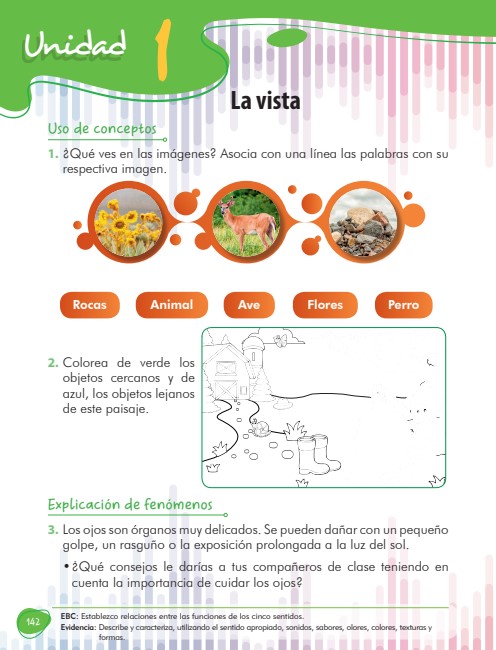 Unidad 1
La vista
Uso de conceptos
1. ¿Qué ves en las imágenes? Asocia con una línea las palabras con su
respectiva imagen.
Rocas Animal Ave Flores Perro
2. Colorea de verde los
objetos cercanos y de
azul, los objetos lejanos
de este paisaje.
Explicación de fenómenos
3. Los ojos son órganos muy delicados. Se pueden dañar con un pequeño
golpe, un rasguño o la exposición prolongada a la luz del sol.
• ¿Qué consejos le darías a tus compañeros de clase teniendo en
cuenta la importancia de cuidar los ojos?
142
EBC: Establezco relaciones entre las funciones de los cinco sentidos.
Evidencia: Describe y caracteriza, utilizando el sentido apropiado, sonidos, sabores, olores, colores, texturas y
formas.